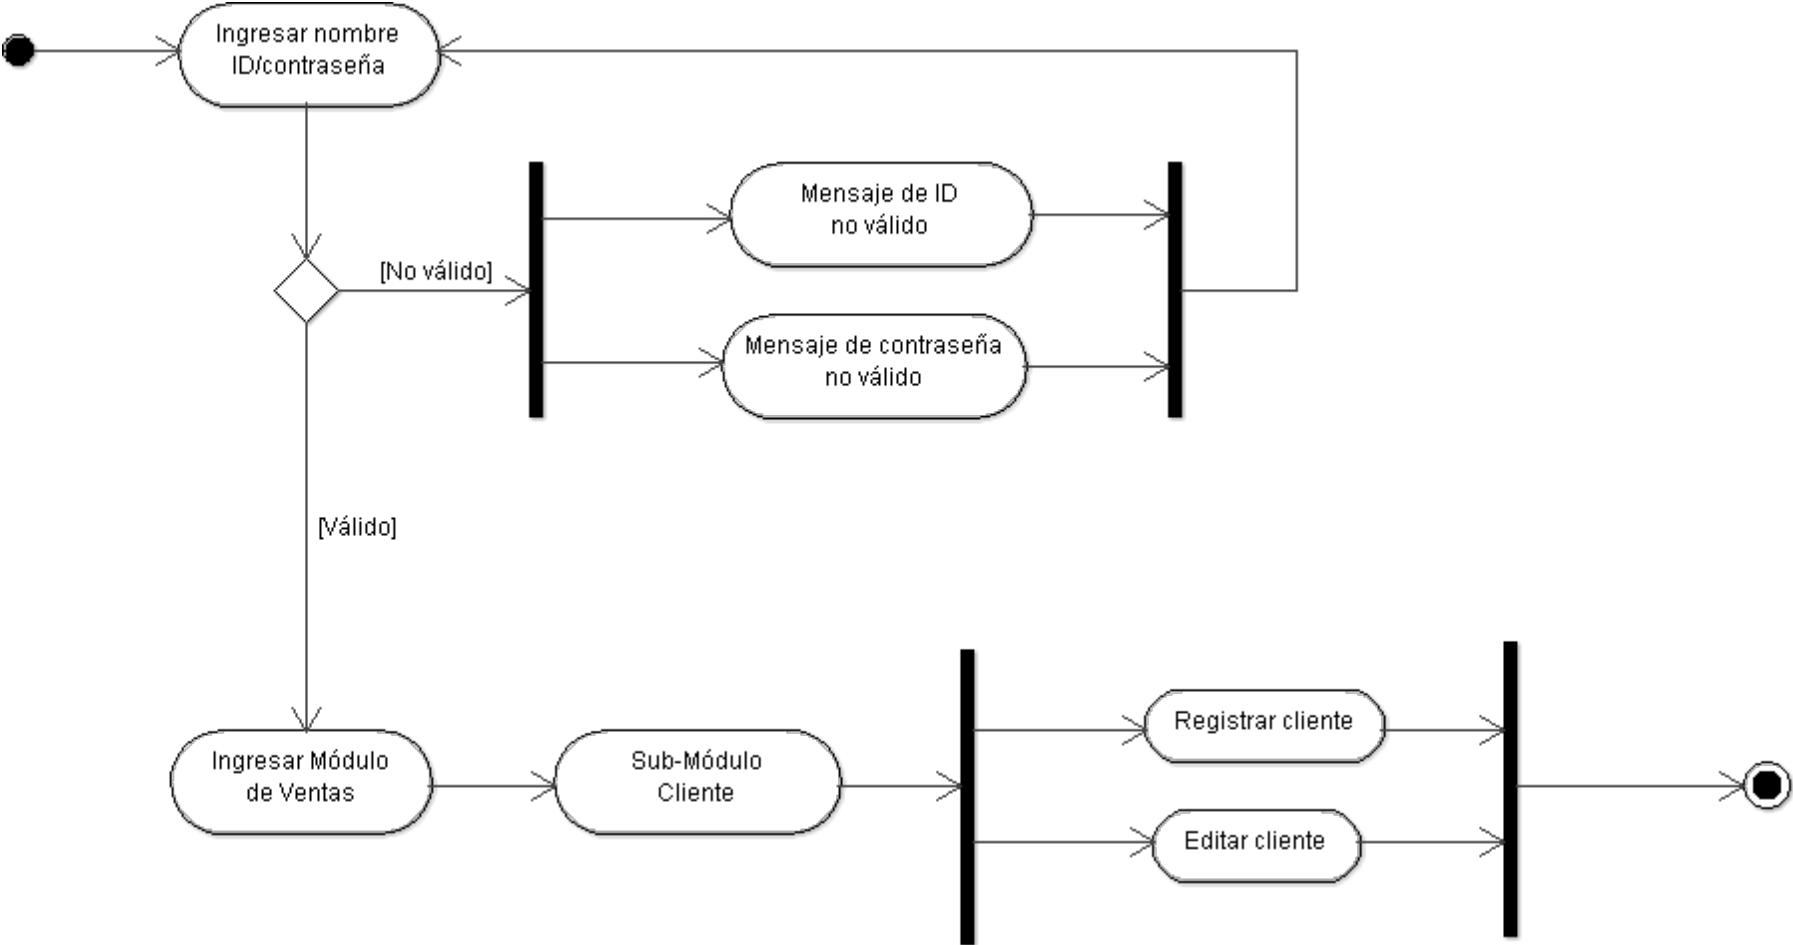 Ingresar nombre
ID/contraseña
Mensaje de ID
no válido
[No válido]
Mensaje de contraseña
no válido
[Válido]
Ingresar Módulo
de Ventas
Sub-Módulo
Cliente
Registrar cliente
Editar cliente